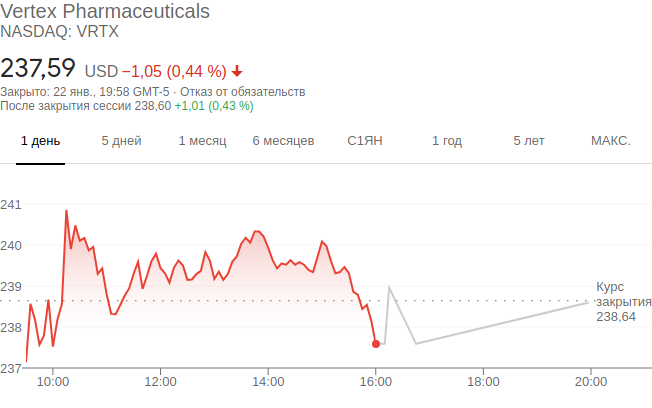 Vertex Pharmaceuticals
NASDAQ: VRTX
237,59 USD −1,05 (0,44 %)
Закрыто: 22 янв., 19:58 GMT-5 · Отказ от обязательств
После закрытия сессии 238,60 +1,01 (0,43 %)
1 день 5 дней 1 месяц 6 месяцев С1ЯН 1 год 5 лет МАКС.
241
240
239
238
237
Курс
закрытия
238,64
10:00 12:00 14:00 16:00 18:00 20:00